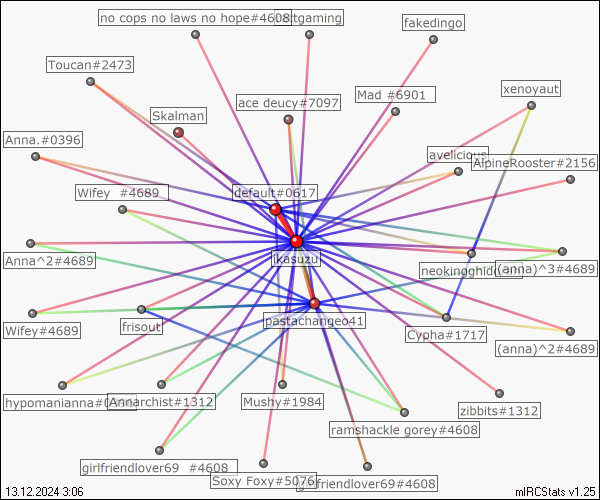 no cops no laws no hope#4608
gaming
fakedingo
Toucan#2473
xenoyaut
ace deucy#7097
Mad #6901
Skalman
Anna.#0396
avelicious
AlpineRooster#2156
default#0617
Wifey  #4689
ikasuzu
Anna^2#4689
(anna)^3#4689
pastachangeo41
Wifey#4689
frisout
Cypha#1717
(anna)^2#4689
hypomanianna#0396
Annarchist#1312
Mushy#1984
zibbits#1312
ramshackle gorey#4608
girlfriendlover69  #4608
Soxy Foxy#5076
girlfriendlover69#4608
13.12.2024 3:06
mIRCStats v1.25